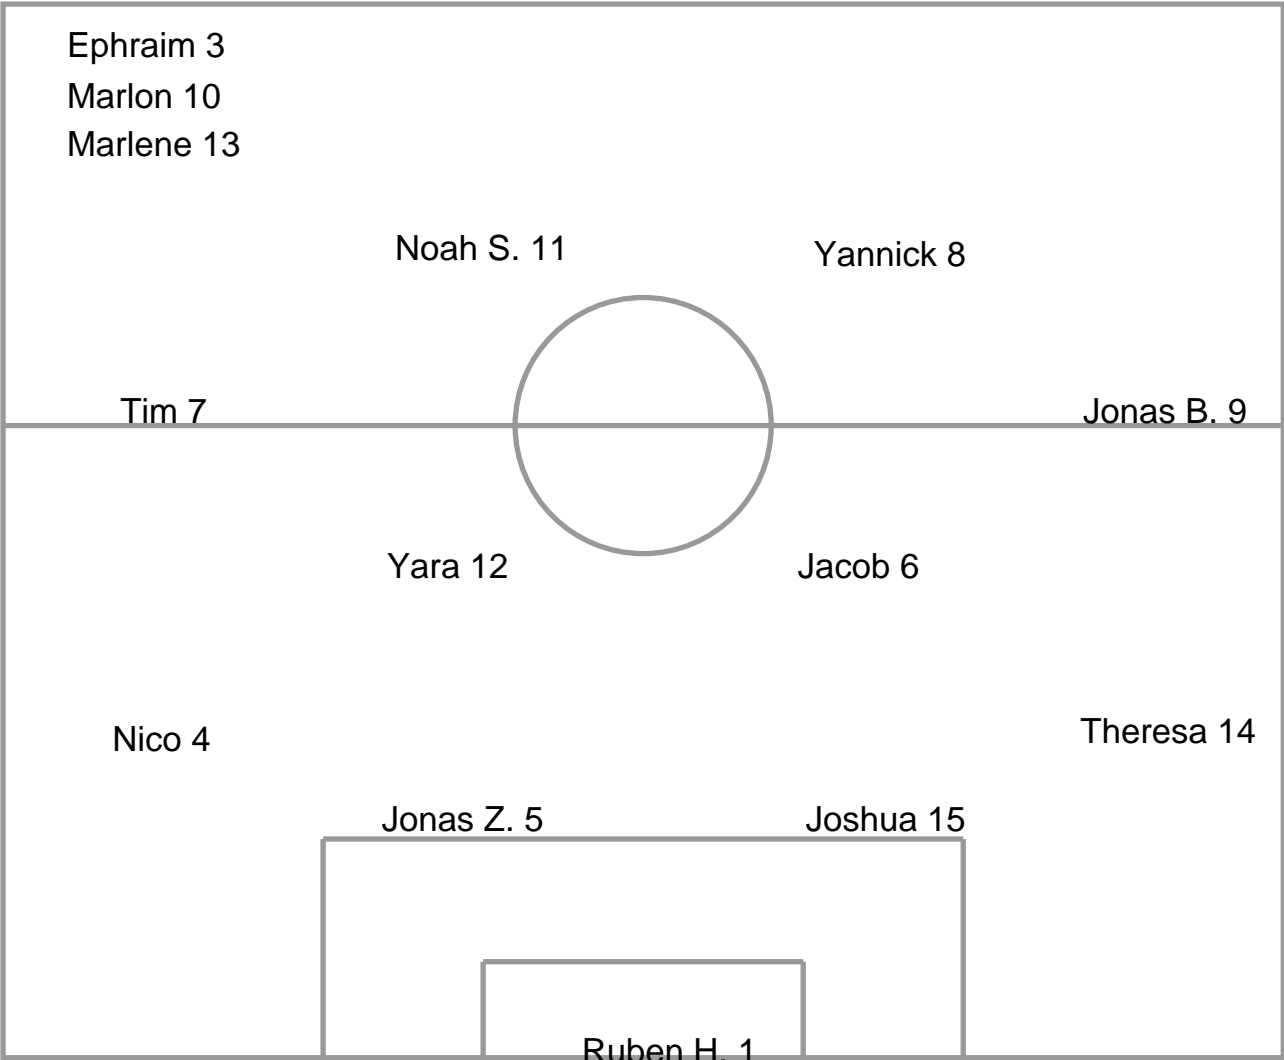 Ephraim 3
Marlon 10
Marlene 13
Noah S. 11
Yannick 8
Tim 7
Jonas B. 9
Yara 12
Jacob 6
Nico 4
Theresa 14
Jonas Z. 5
Joshua 15
Ruben H. 1